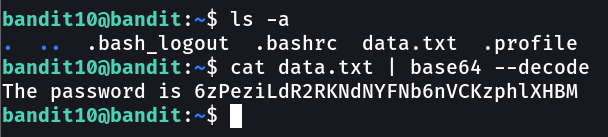 bandit10@bandit:~$ ls -a
.  ..  .bash_logout  .bashrc  data.txt  .profile
bandit10@bandit:~$ cat data.txt | base64 --decode
The password is 6zPeziLdR2RKNdNYFNb6nVCKzphlXHBM
bandit10@bandit:~$